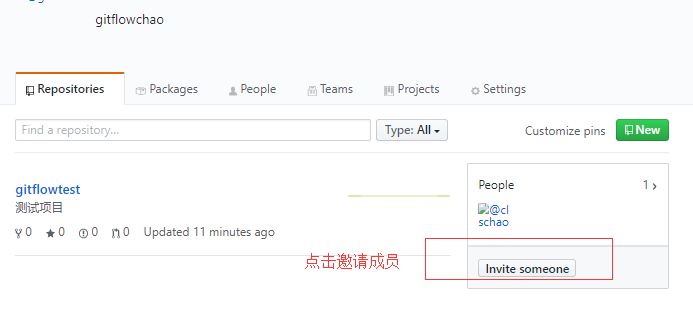 gitflowchao
Repositories Packages People Teams Projects Settings
Find a repository... Type: All Customize pins New
gitflowtest
测试项目
0 0 0 0 Updated 11 minutes ago
People 1
@cl
schao
点击邀请成员
Invite someone